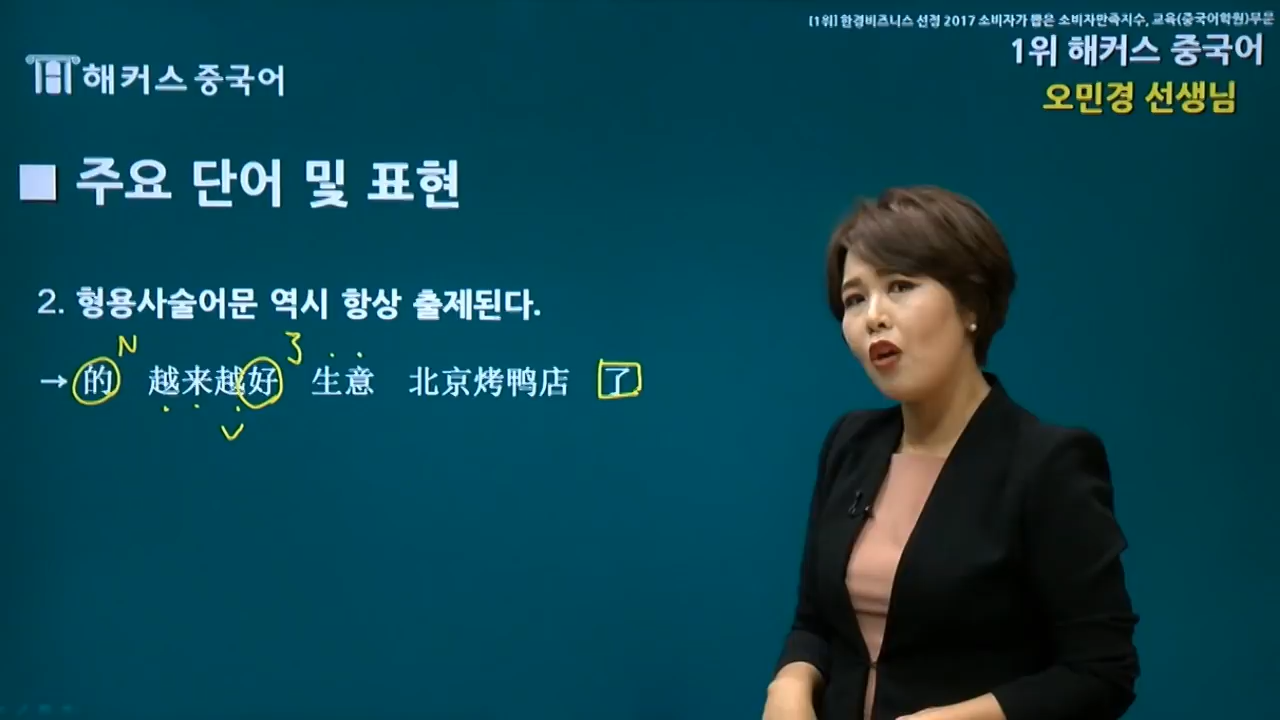 [1위] 한경비즈니스 선정 2017 소비자가 뽑은 소비자만족지수, 교육(중국어학원)부문
1위 해커스 중국어
해커스 중국어
오민경 선생님
■ 주요 단어 및 표현
2. 형용사술어문 역시 항상 출제된다.
N 3
→ 的 越来越好 生意 北京烤鸭店 了